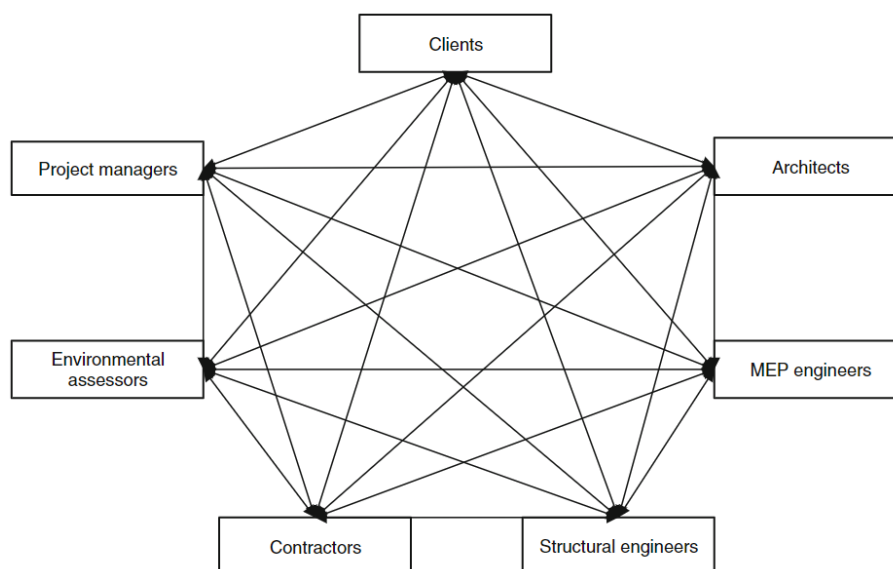 Clients
Project managers
Architects
Environmental
assessors
MEP engineers
Contractors
Structural engineers